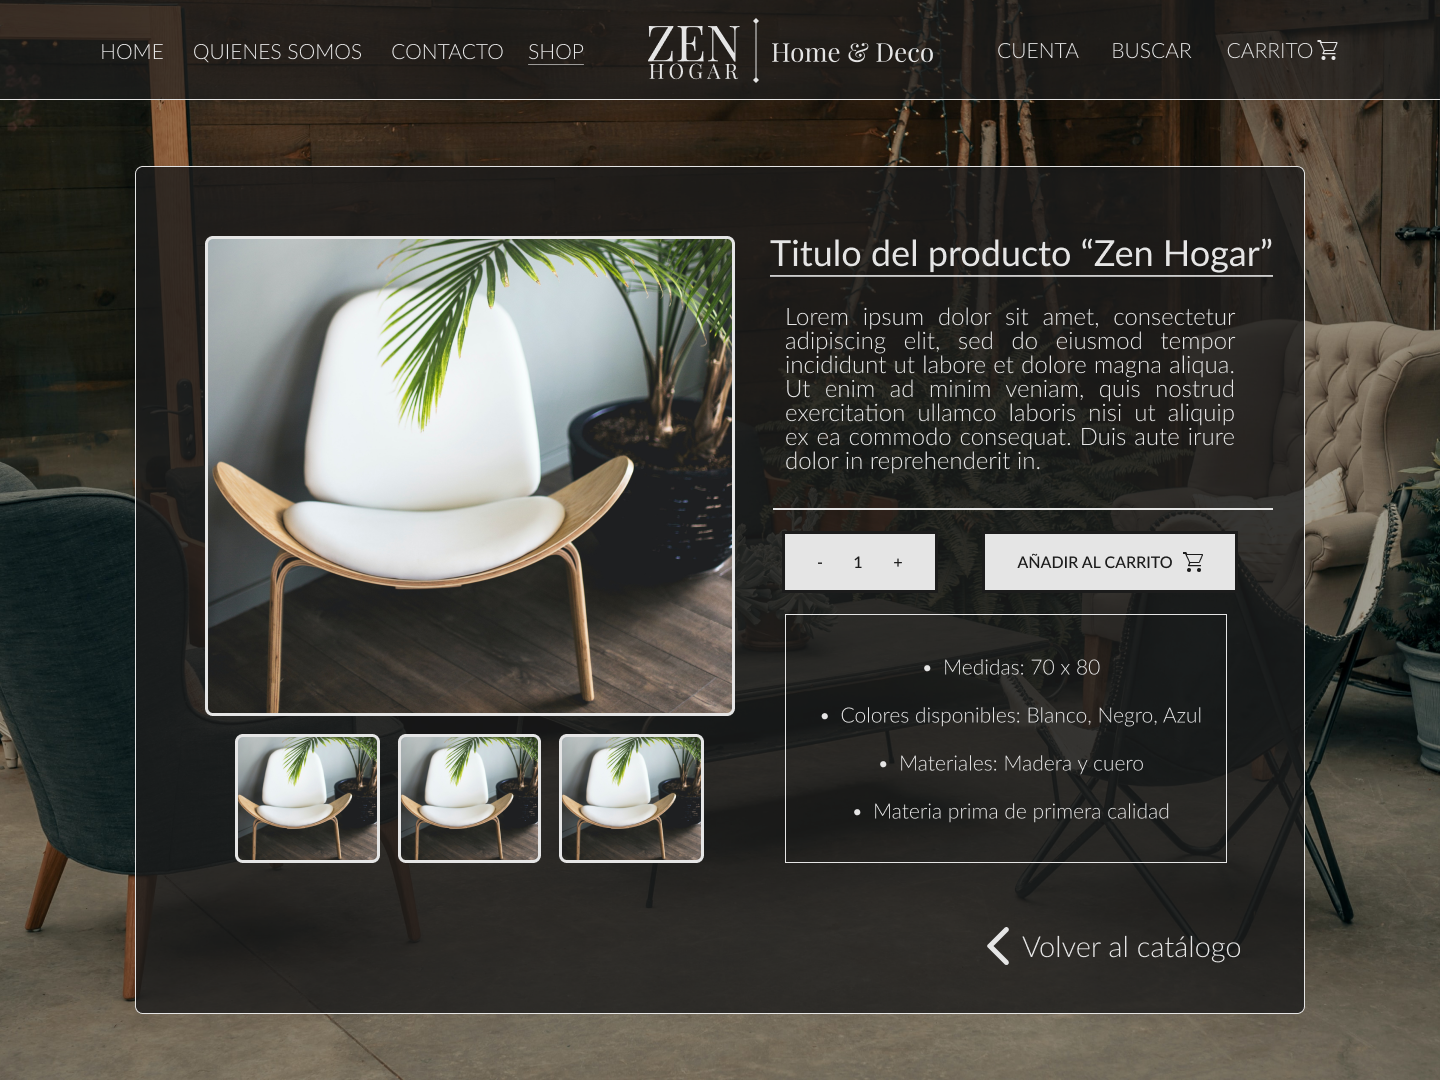 HOME QUIENES SOMOS CONTACTO SHOP
ZEN
HOGAR
Home & Deco
CUENTA BUSCAR CARRITO
Titulo del producto “Zen Hogar”
Lorem ipsum dolor sit amet, consectetur
adipiscing elit, sed do eiusmod tempor
incididunt ut labore et dolore magna aliqua.
Ut enim ad minim veniam, quis nostrud
exercitation ullamco laboris nisi ut aliquip
ex ea commodo consequat. Duis aute irure
dolor in reprehenderit in.
- 1 +
AÑADIR AL CARRITO
• Medidas: 70 x 80
• Colores disponibles: Blanco, Negro, Azul
• Materiales: Madera y cuero
• Materia prima de primera calidad
Volver al catálogo